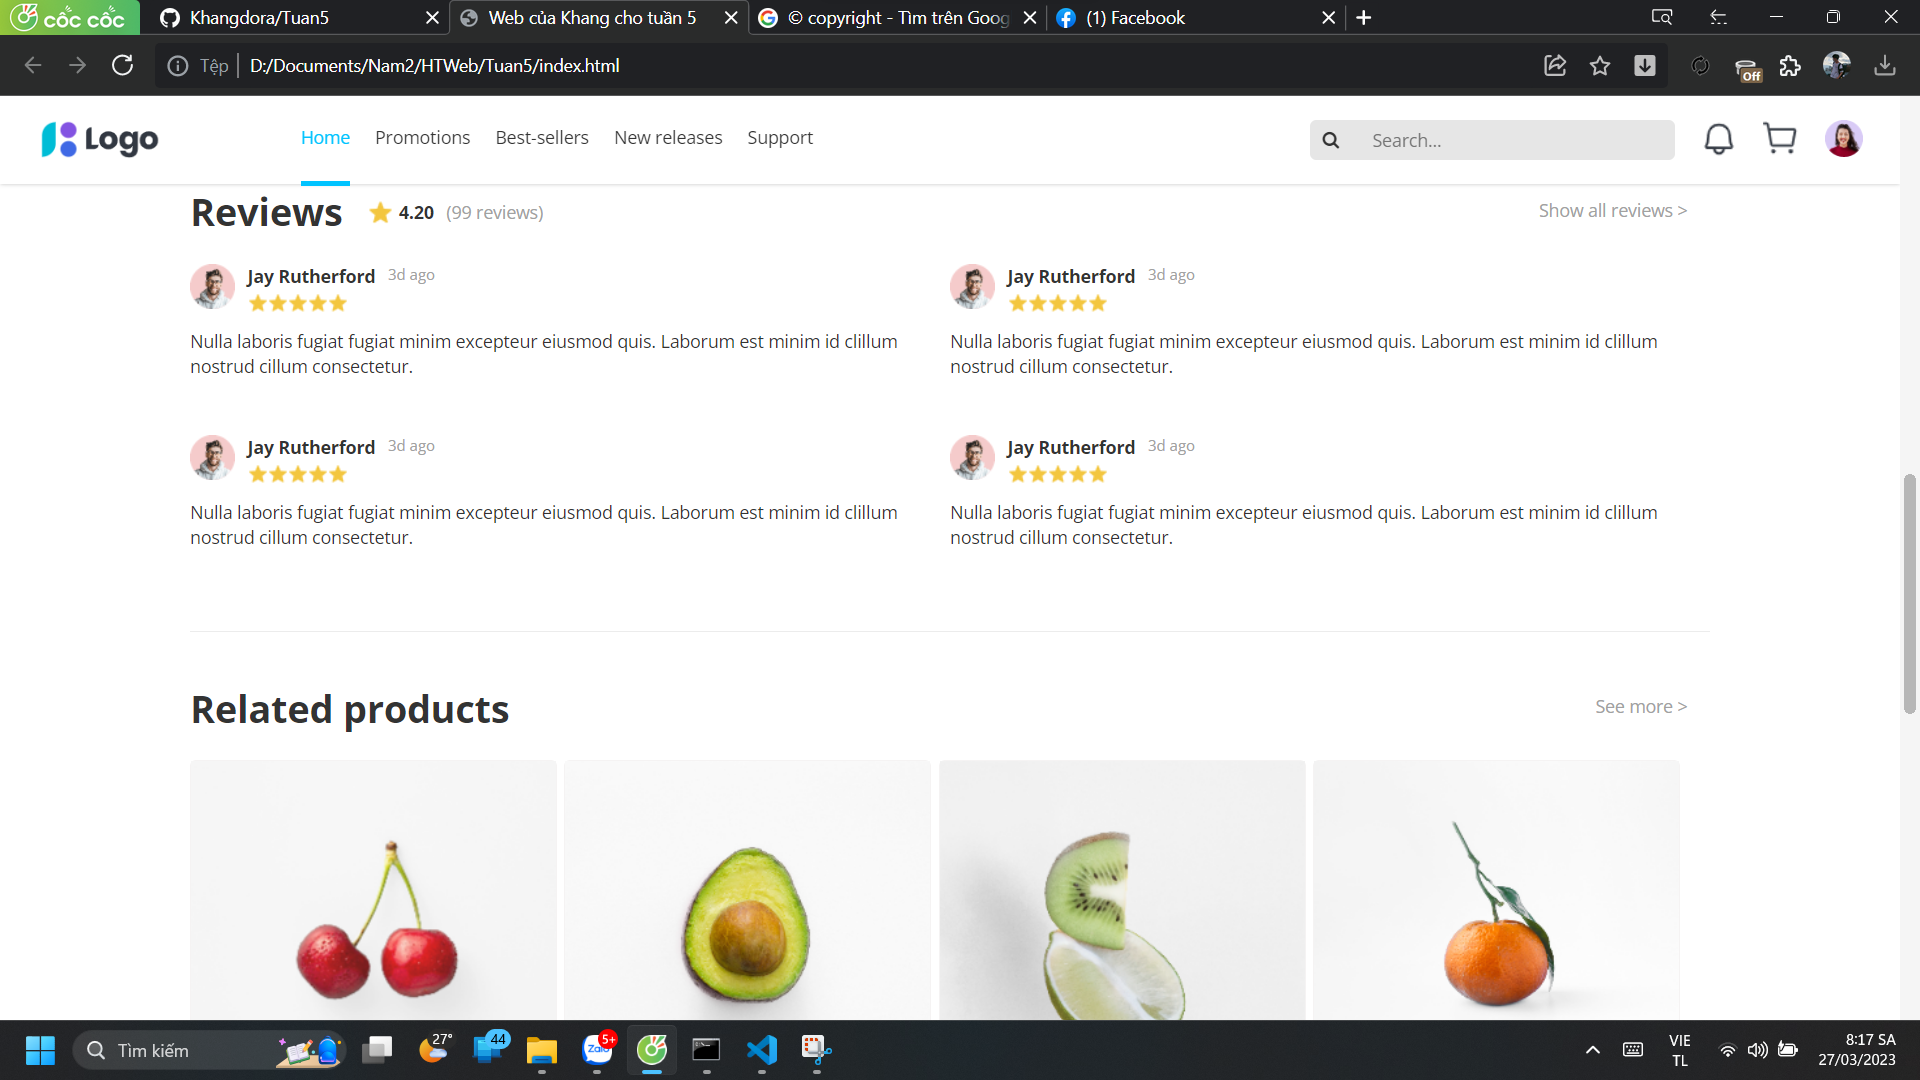 cốc cốc
Khangdora/Tuan5
Web của Khang cho tuần 5
© copyright - Tìm trên Goog
(1) Facebook
Tệp
D:/Documents/Nam2/HTWeb/Tuan5/index.html
Off
Logo
Home
Promotions
Best-sellers
New releases
Support
Search...
Reviews
4.20
(99 reviews)
Show all reviews >
Jay Rutherford
3d ago
Nulla laboris fugiat fugiat minim excepteur eiusmod quis. Laborum est minim id clillum
nostrud cillum consectetur.
Jay Rutherford
3d ago
Nulla laboris fugiat fugiat minim excepteur eiusmod quis. Laborum est minim id clillum
nostrud cillum consectetur.
Jay Rutherford
3d ago
Nulla laboris fugiat fugiat minim excepteur eiusmod quis. Laborum est minim id clillum
nostrud cillum consectetur.
Jay Rutherford
3d ago
Nulla laboris fugiat fugiat minim excepteur eiusmod quis. Laborum est minim id clillum
nostrud cillum consectetur.
Related products
See more >
Tìm kiếm
27°
44
Zalo
5+
VIE
TL
8:17 SA
27/03/2023